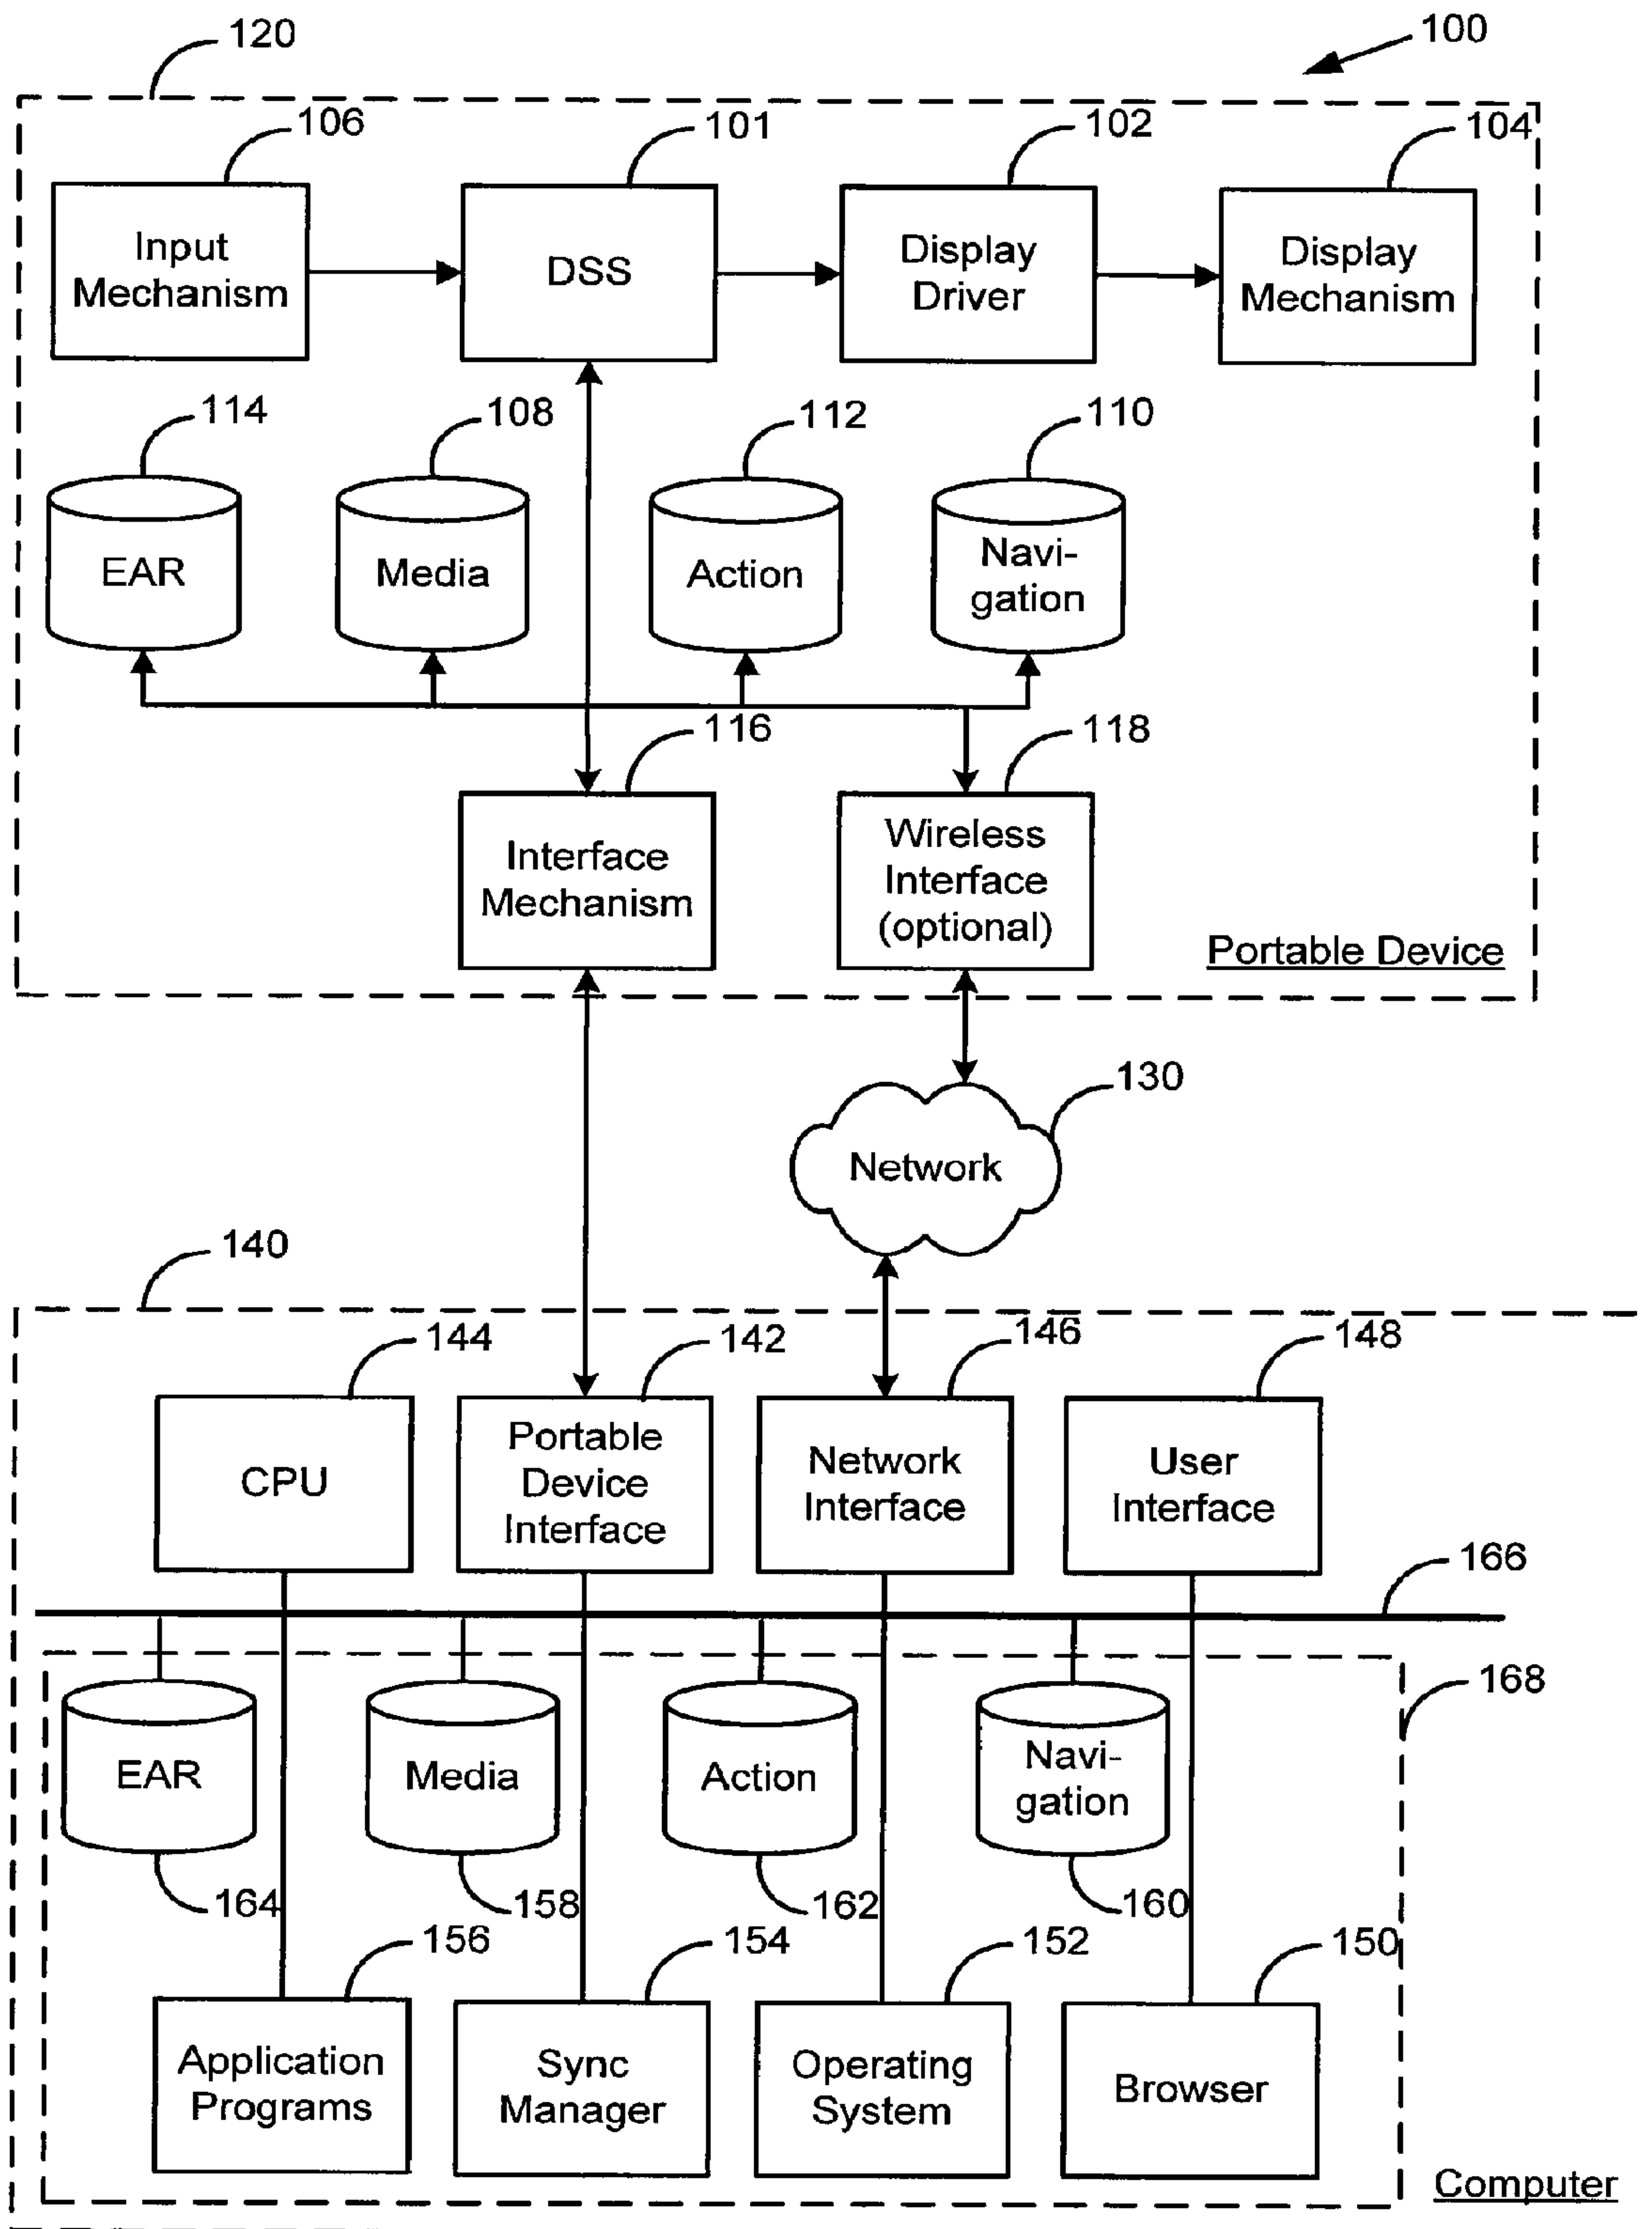 120
100
106
101
102
104
Input
Mechanism
DSS
Display
Driver
Display
Mechanism
114
108
112
110
EAR
Media
Action
Navi-
gation
116
118
Interface
Mechanism
Wireless
Interface
(optional)
Portable Device
130
Network
140
144
142
146
148
CPU
Portable
Device
Interface
Network
Interface
User
Interface
166
168
EAR
Media
Action
Navi-
gation
164
158
162
160
156
154
152
150
Application
Programs
Sync
Manager
Operating
System
Browser
Computer